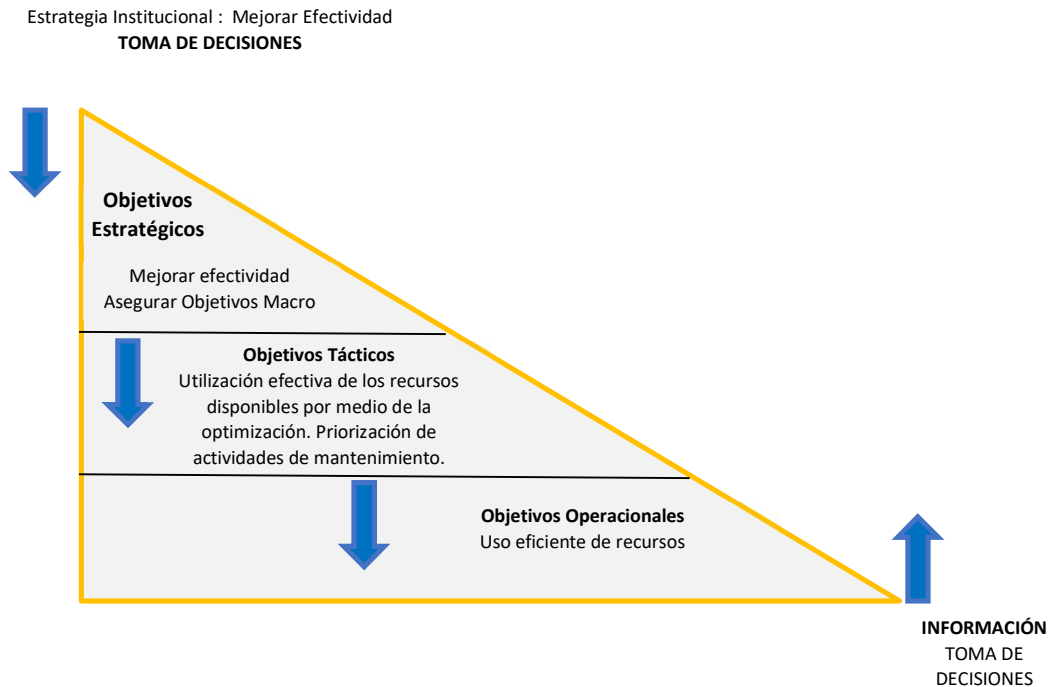 Estrategia Institucional : Mejorar Efectividad
TOMA DE DECISIONES
Objetivos
Estratégicos
Mejorar efectividad
Asegurar Objetivos Macro
Objetivos Tácticos
Utilización efectiva de los recursos
disponibles por medio de la
optimización. Priorización de
actividades de mantenimiento.
Objetivos Operacionales
Uso eficiente de recursos
INFORMACIÓN
TOMA DE
DECISIONES